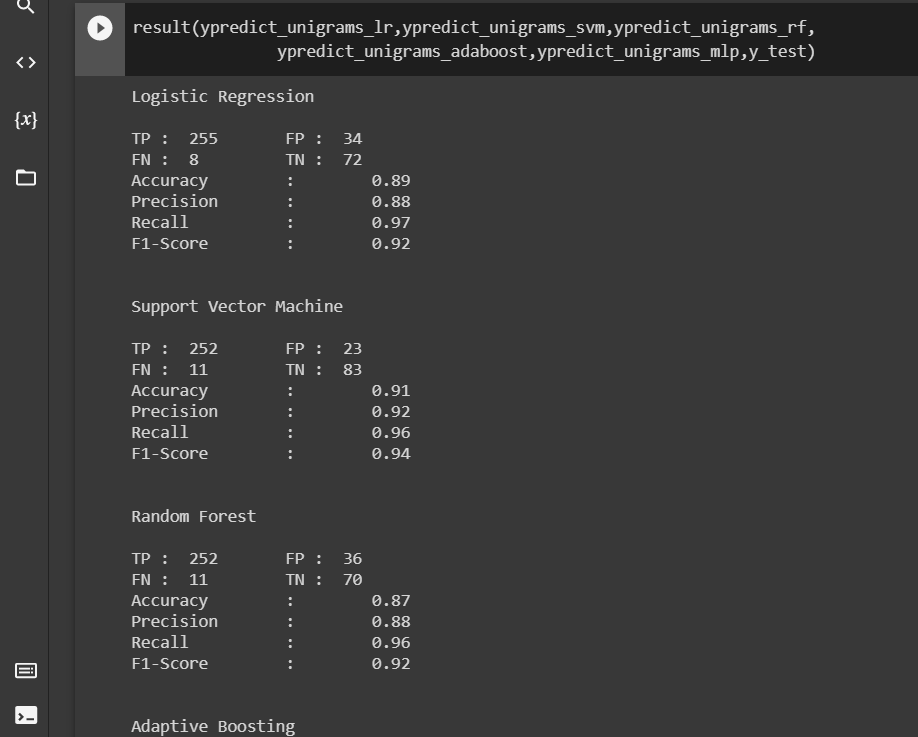 result(ypredict_unigrams_lr,ypredict_unigrams_svm,ypredict_unigrams_rf,
ypredict_unigrams_adaboost,ypredict_unigrams_mlp,y_test)
Logistic Regression
TP : 255 FP : 34
FN : 8 TN : 72
Accuracy : 0.89
Precision : 0.88
Recall : 0.97
F1-Score : 0.92
Support Vector Machine
TP : 252 FP : 23
FN : 11 TN : 83
Accuracy : 0.91
Precision : 0.92
Recall : 0.96
F1-Score : 0.94
Random Forest
TP : 252 FP : 36
FN : 11 TN : 70
Accuracy : 0.87
Precision : 0.88
Recall : 0.96
F1-Score : 0.92
Adaptive Boosting